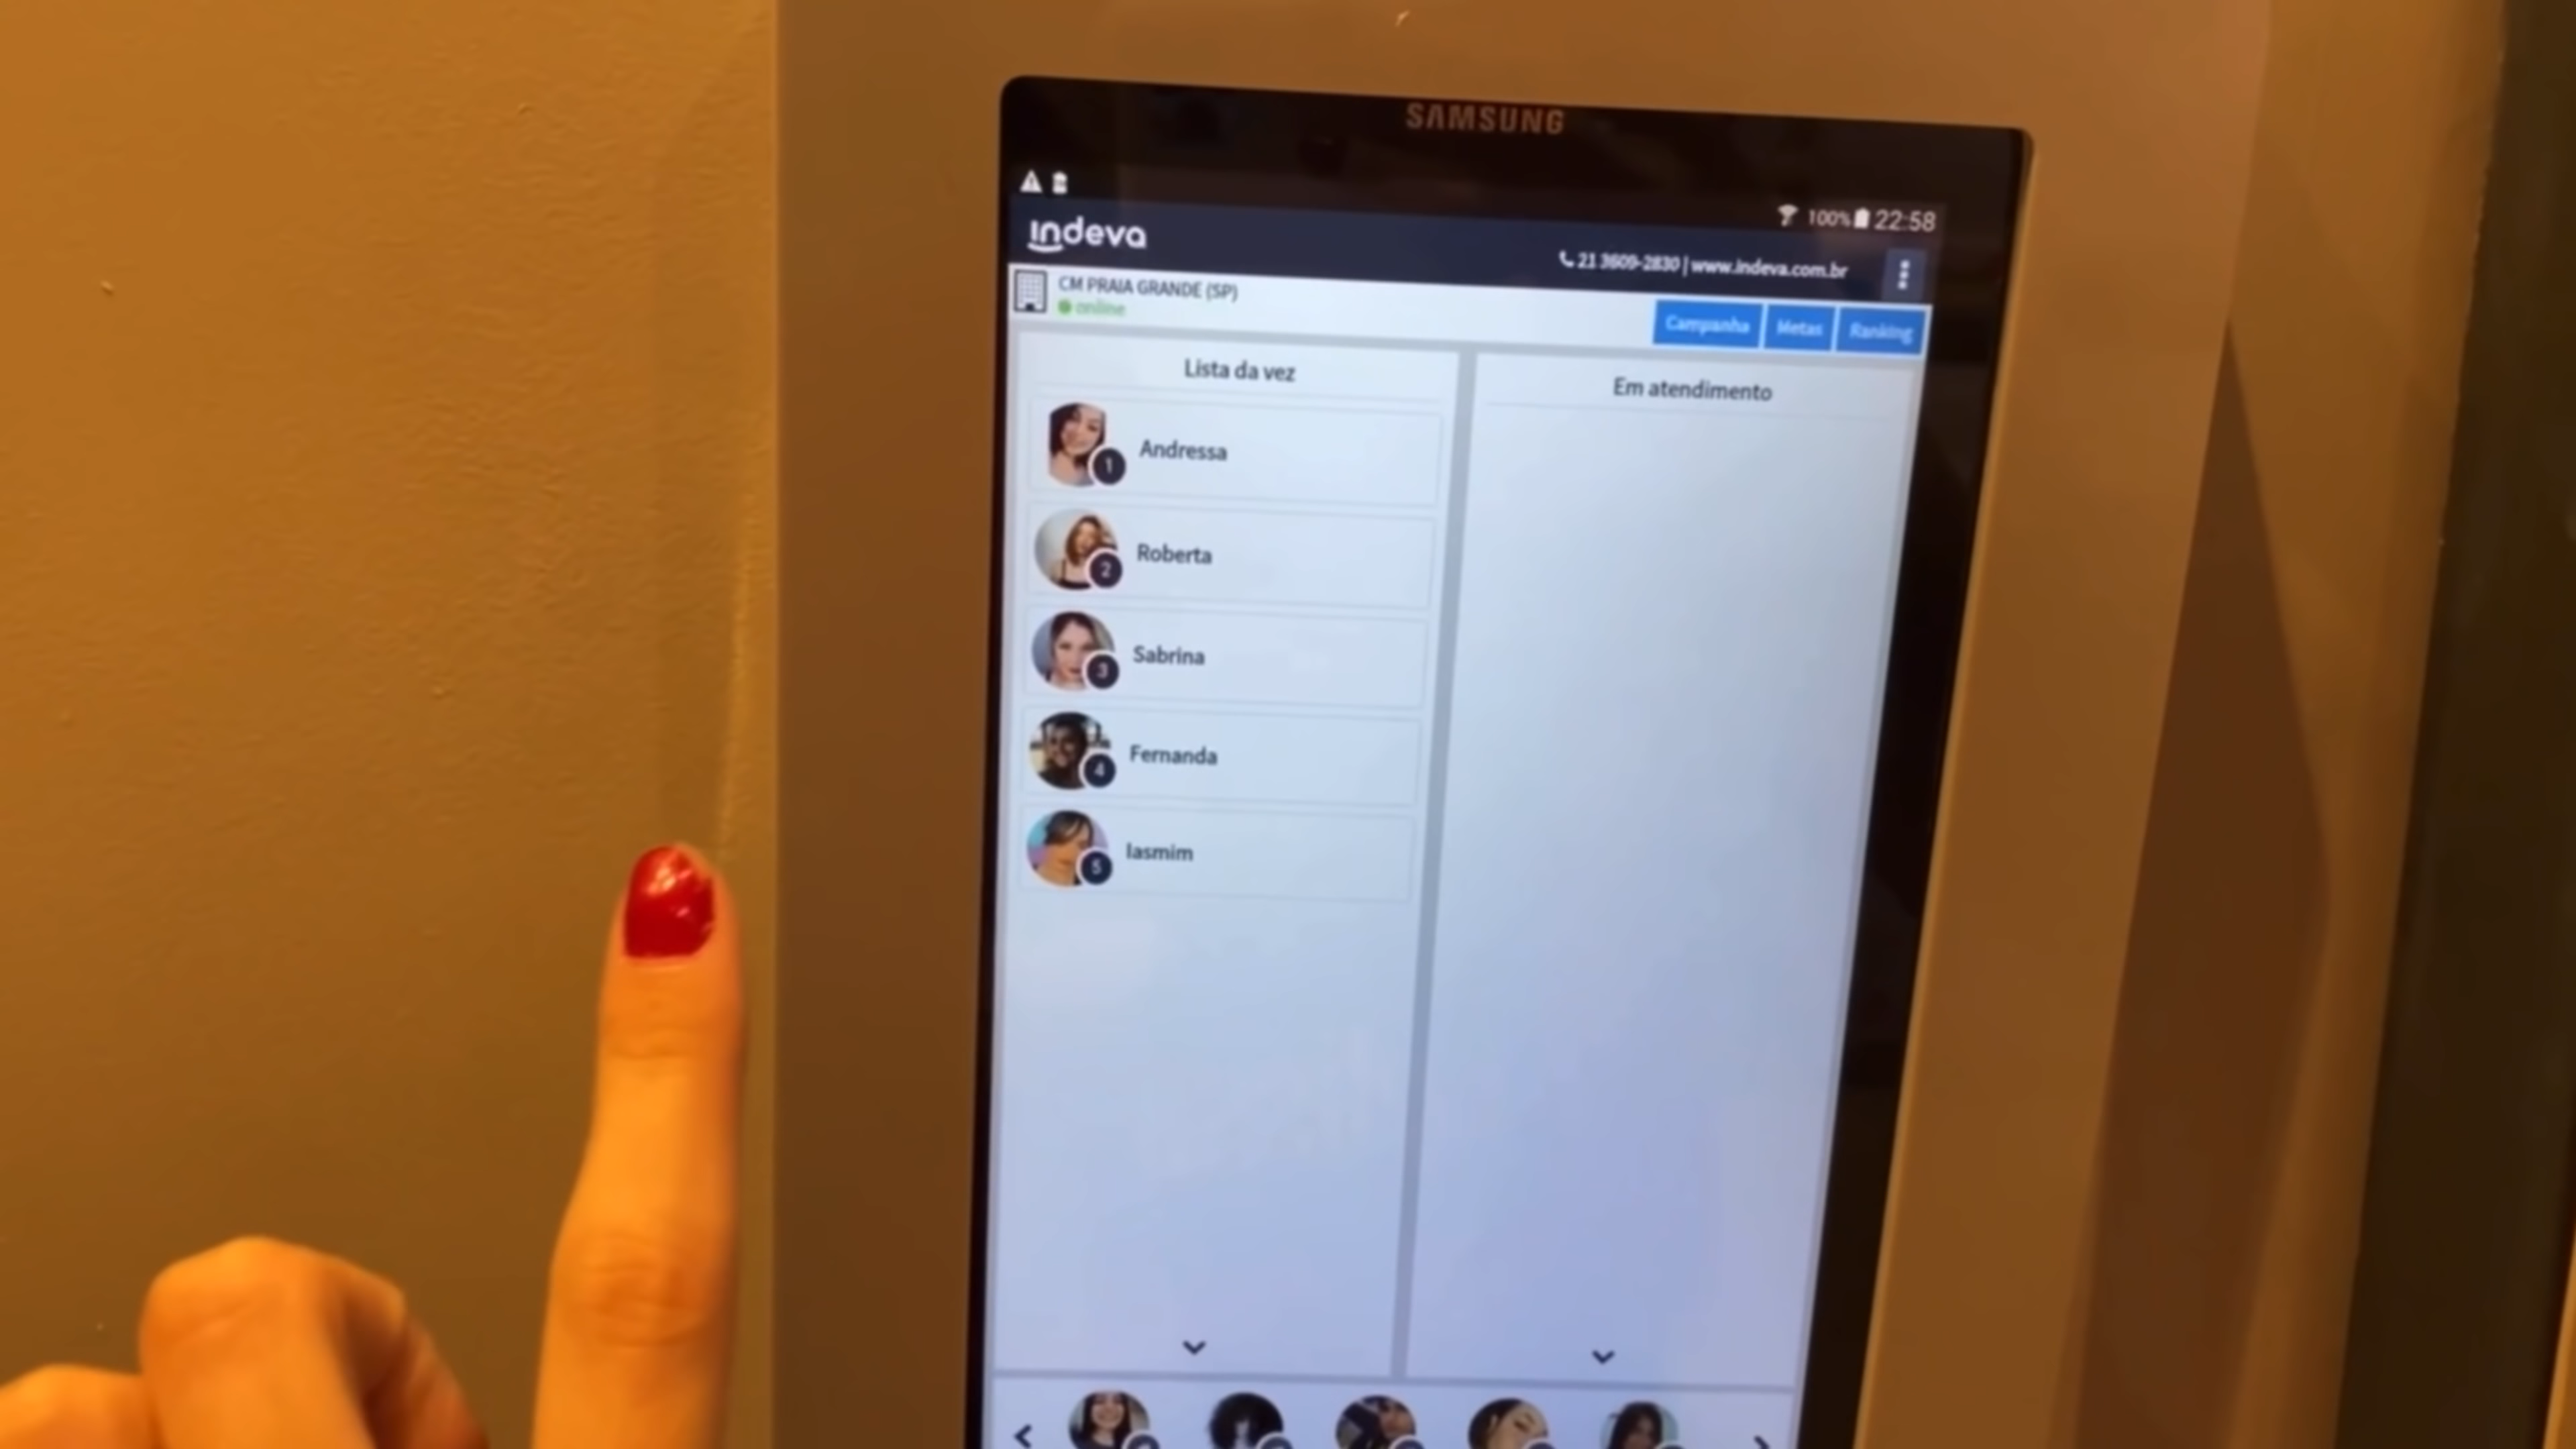 SAMSUNG
100% 22:58
indeva
21 3609-2830 | www.indeva.com.br
CM PRAIA GRANDE (SP)
online
Campanha Metas Ranking
Lista da vez
Em atendimento
1 Andressa
2 Roberta
3 Sabrina
4 Fernanda
5 Iasmim